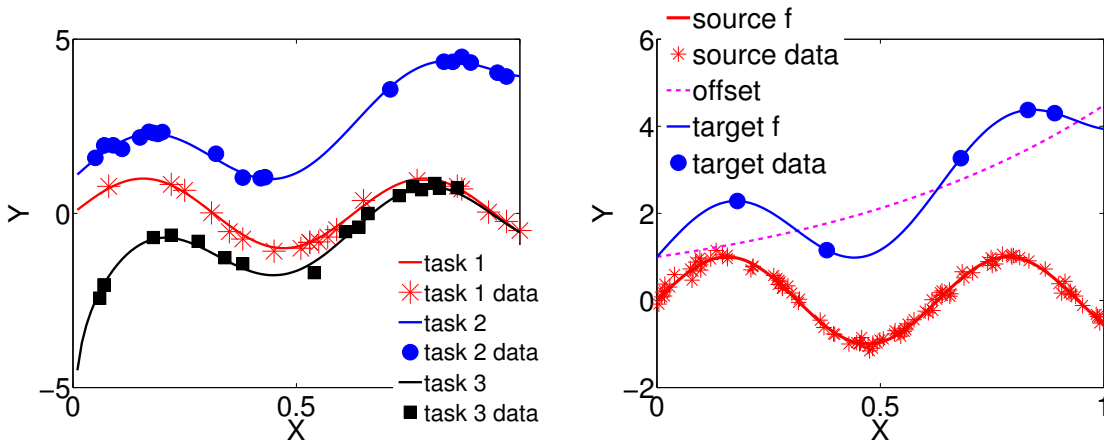 5
Y
0
−5
0
0.5
X
task 1
task 1 data
task 2
task 2 data
task 3
task 3 data
6
4
Y
2
0
−2
0
0.5
1
X
source f
source data
offset
target f
target data